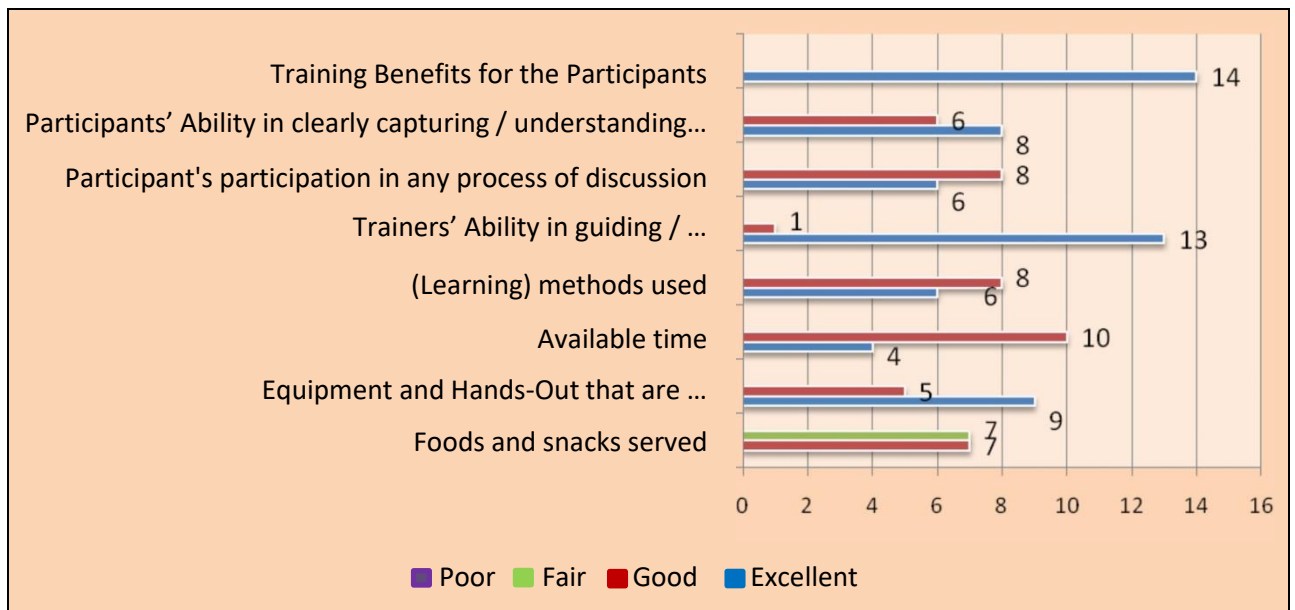 Training Benefits for the Participants
14
Participants’ Ability in clearly capturing / understanding…
6
8
Participant's participation in any process of discussion
8
6
Trainers’ Ability in guiding / …
1
13
(Learning) methods used
8
6
Available time
10
4
Equipment and Hands-Out that are …
5
9
Foods and snacks served
7
7
0 2 4 6 8 10 12 14 16
Poor Fair Good Excellent